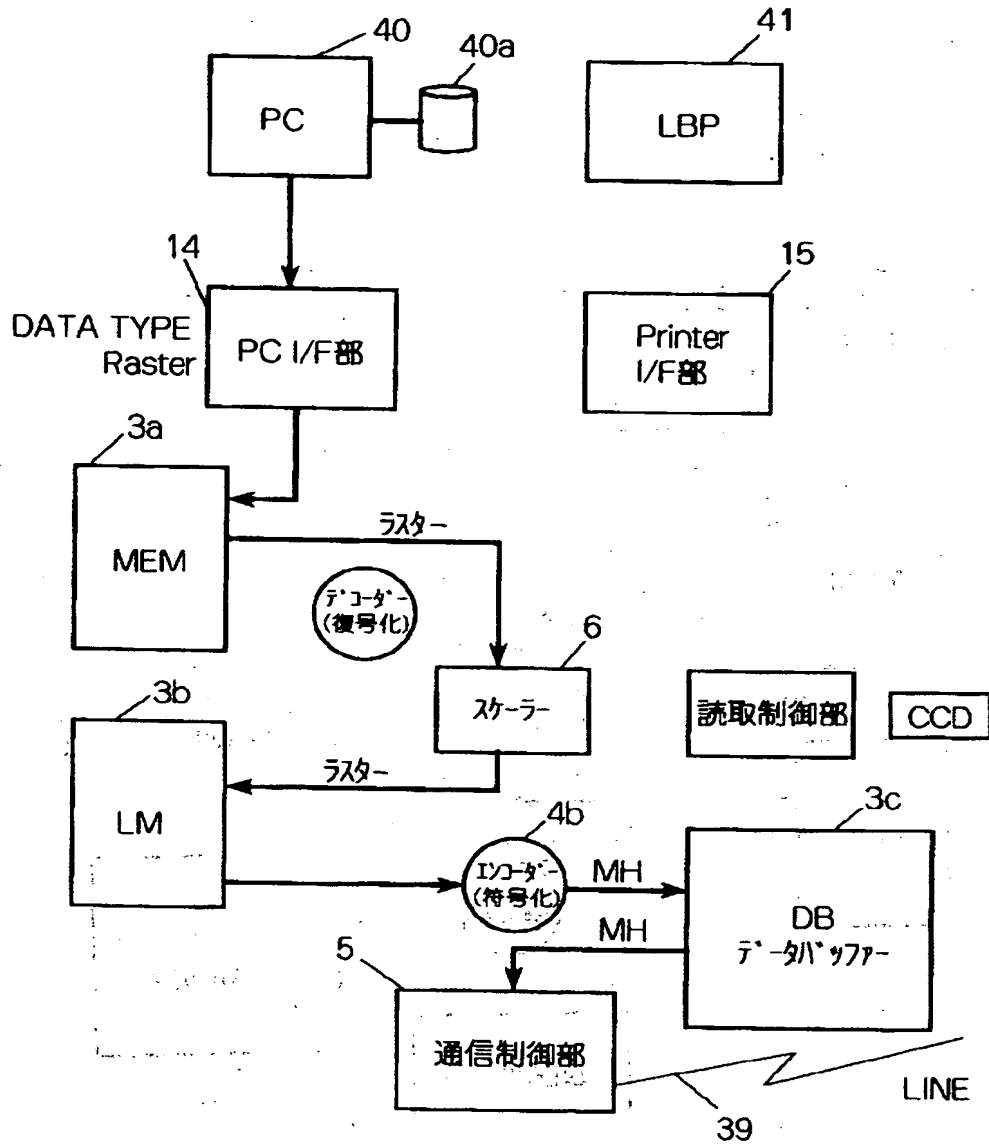 40
40a
41
PC
LBP
14
15
DATA TYPE
Raster
PC I/F部
Printer
I/F部
3a
MEM
ラスター
デコーダー
(復号化)
6
スケーラー
読取制御部
CCD
3b
ラスター
LM
4b
エンコーダー
(符号化)
MH
3c
DB
データバッファー
MH
5
通信制御部
39
LINE